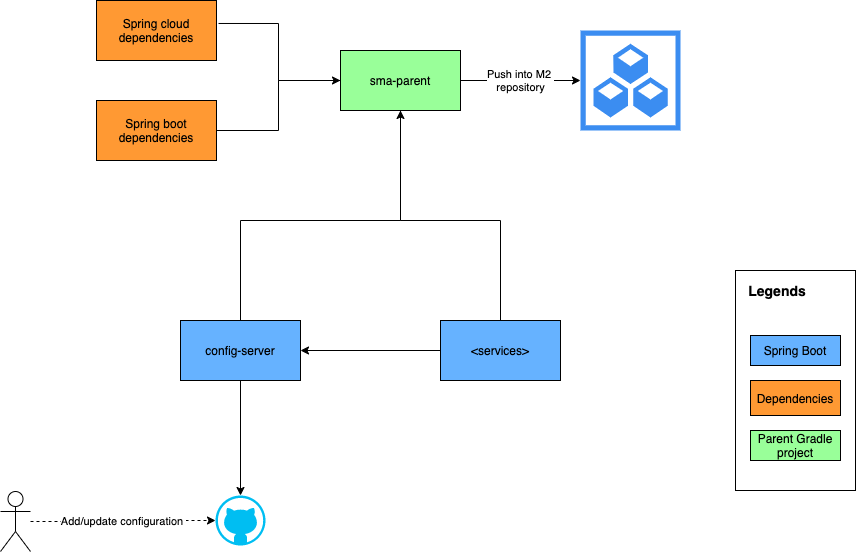 Spring cloud
dependencies
Spring boot
dependencies
sma-parent
Push into M2
repository
config-server
<services>
Add/update configuration
Legends
Spring Boot
Dependencies
Parent Gradle
project